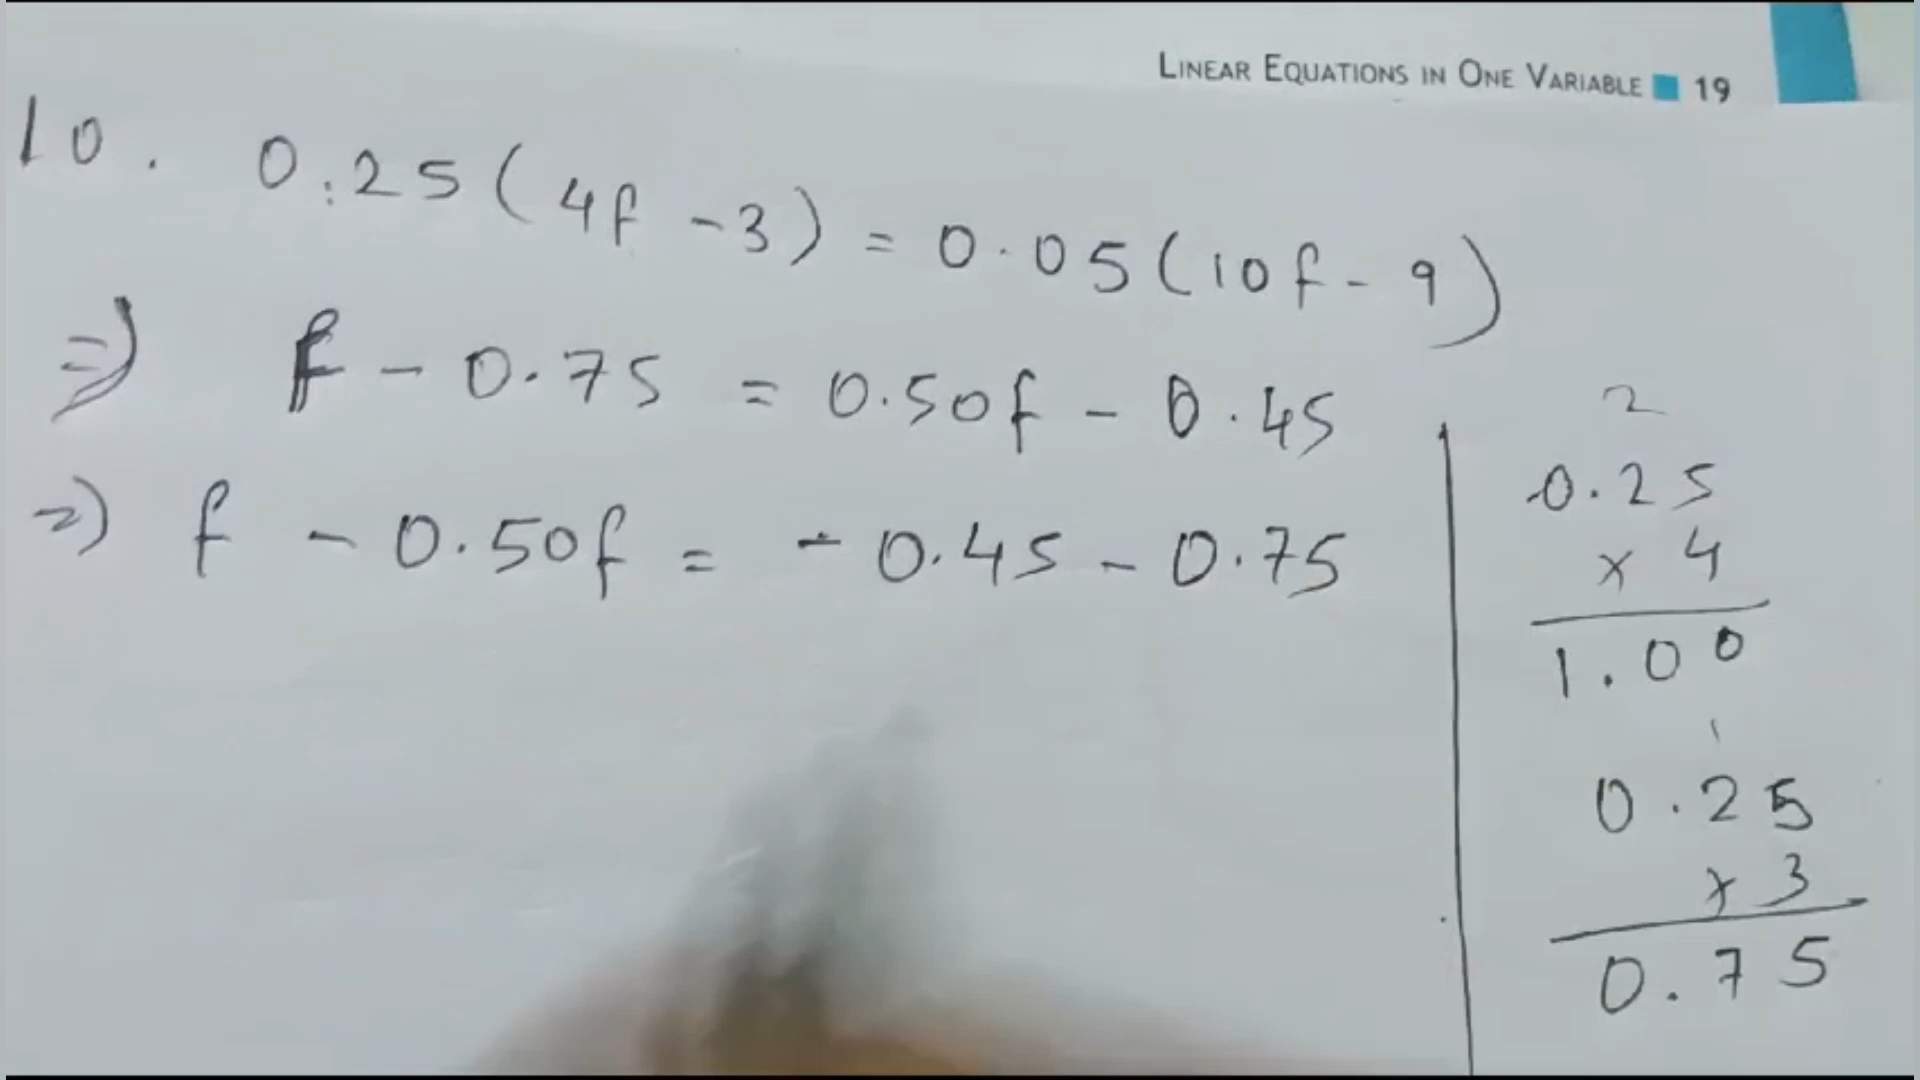 LINEAR EQUATIONS IN ONE VARIABLE 19
10. 0.25(4f - 3) = 0.05(10f - 9)
⇒ f - 0.75 = 0.50f - 0.45
⇒ f - 0.50f = - 0.45 - 0.75
2
0.25
× 4
1.00
1
0.25
× 3
0.75